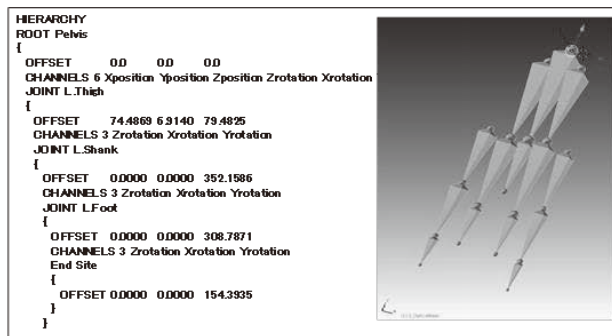 HIERARCHY
ROOT Pelvis
{
OFFSET 0.0 0.0 0.0
CHANNELS 6 Xposition Yposition Zposition Zrotation Xrotation
JOINT L.Thigh
{
OFFSET 74.4869 6.9140 79.4825
CHANNELS 3 Zrotation Xrotation Yrotation
JOINT L.Shank
{
OFFSET 0.0000 0.0000 352.1586
CHANNELS 3 Zrotation Xrotation Yrotation
JOINT L.Foot
{
OFFSET 0.0000 0.0000 308.7871
CHANNELS 3 Zrotation Xrotation Yrotation
End Site
{
OFFSET 0.0000 0.0000 154.3935
}
}